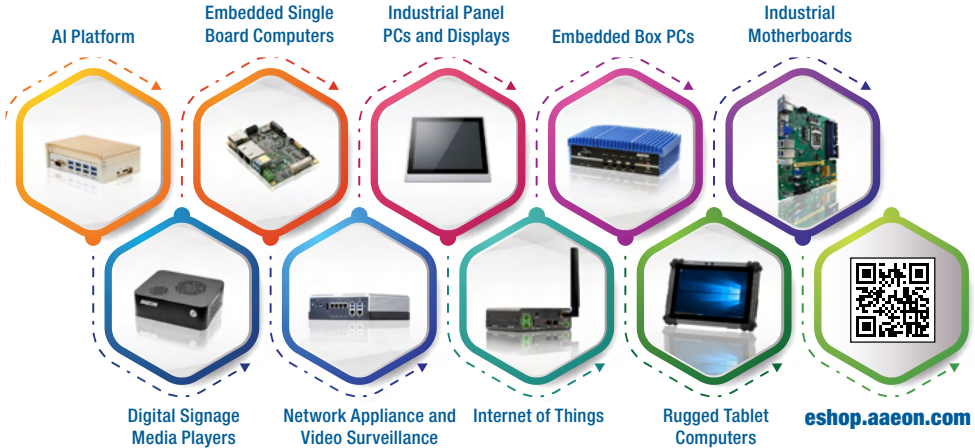 AI Platform
Embedded Single
Board Computers
Industrial Panel
PCs and Displays
Embedded Box PCs
Industrial
Motherboards
AAEON
Digital Signage
Media Players
Network Appliance and
Video Surveillance
Internet of Things
Rugged Tablet
Computers
eshop.aaeon.com